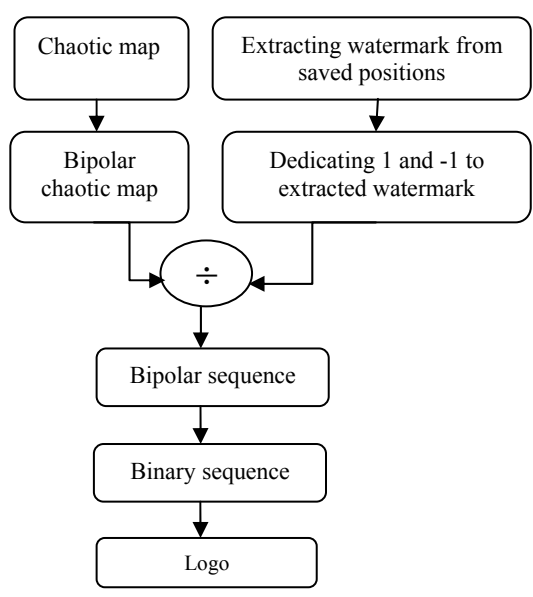 Chaotic map
Extracting watermark from
saved positions
Bipolar
chaotic map
Dedicating 1 and -1 to
extracted watermark
÷
Bipolar sequence
Binary sequence
Logo